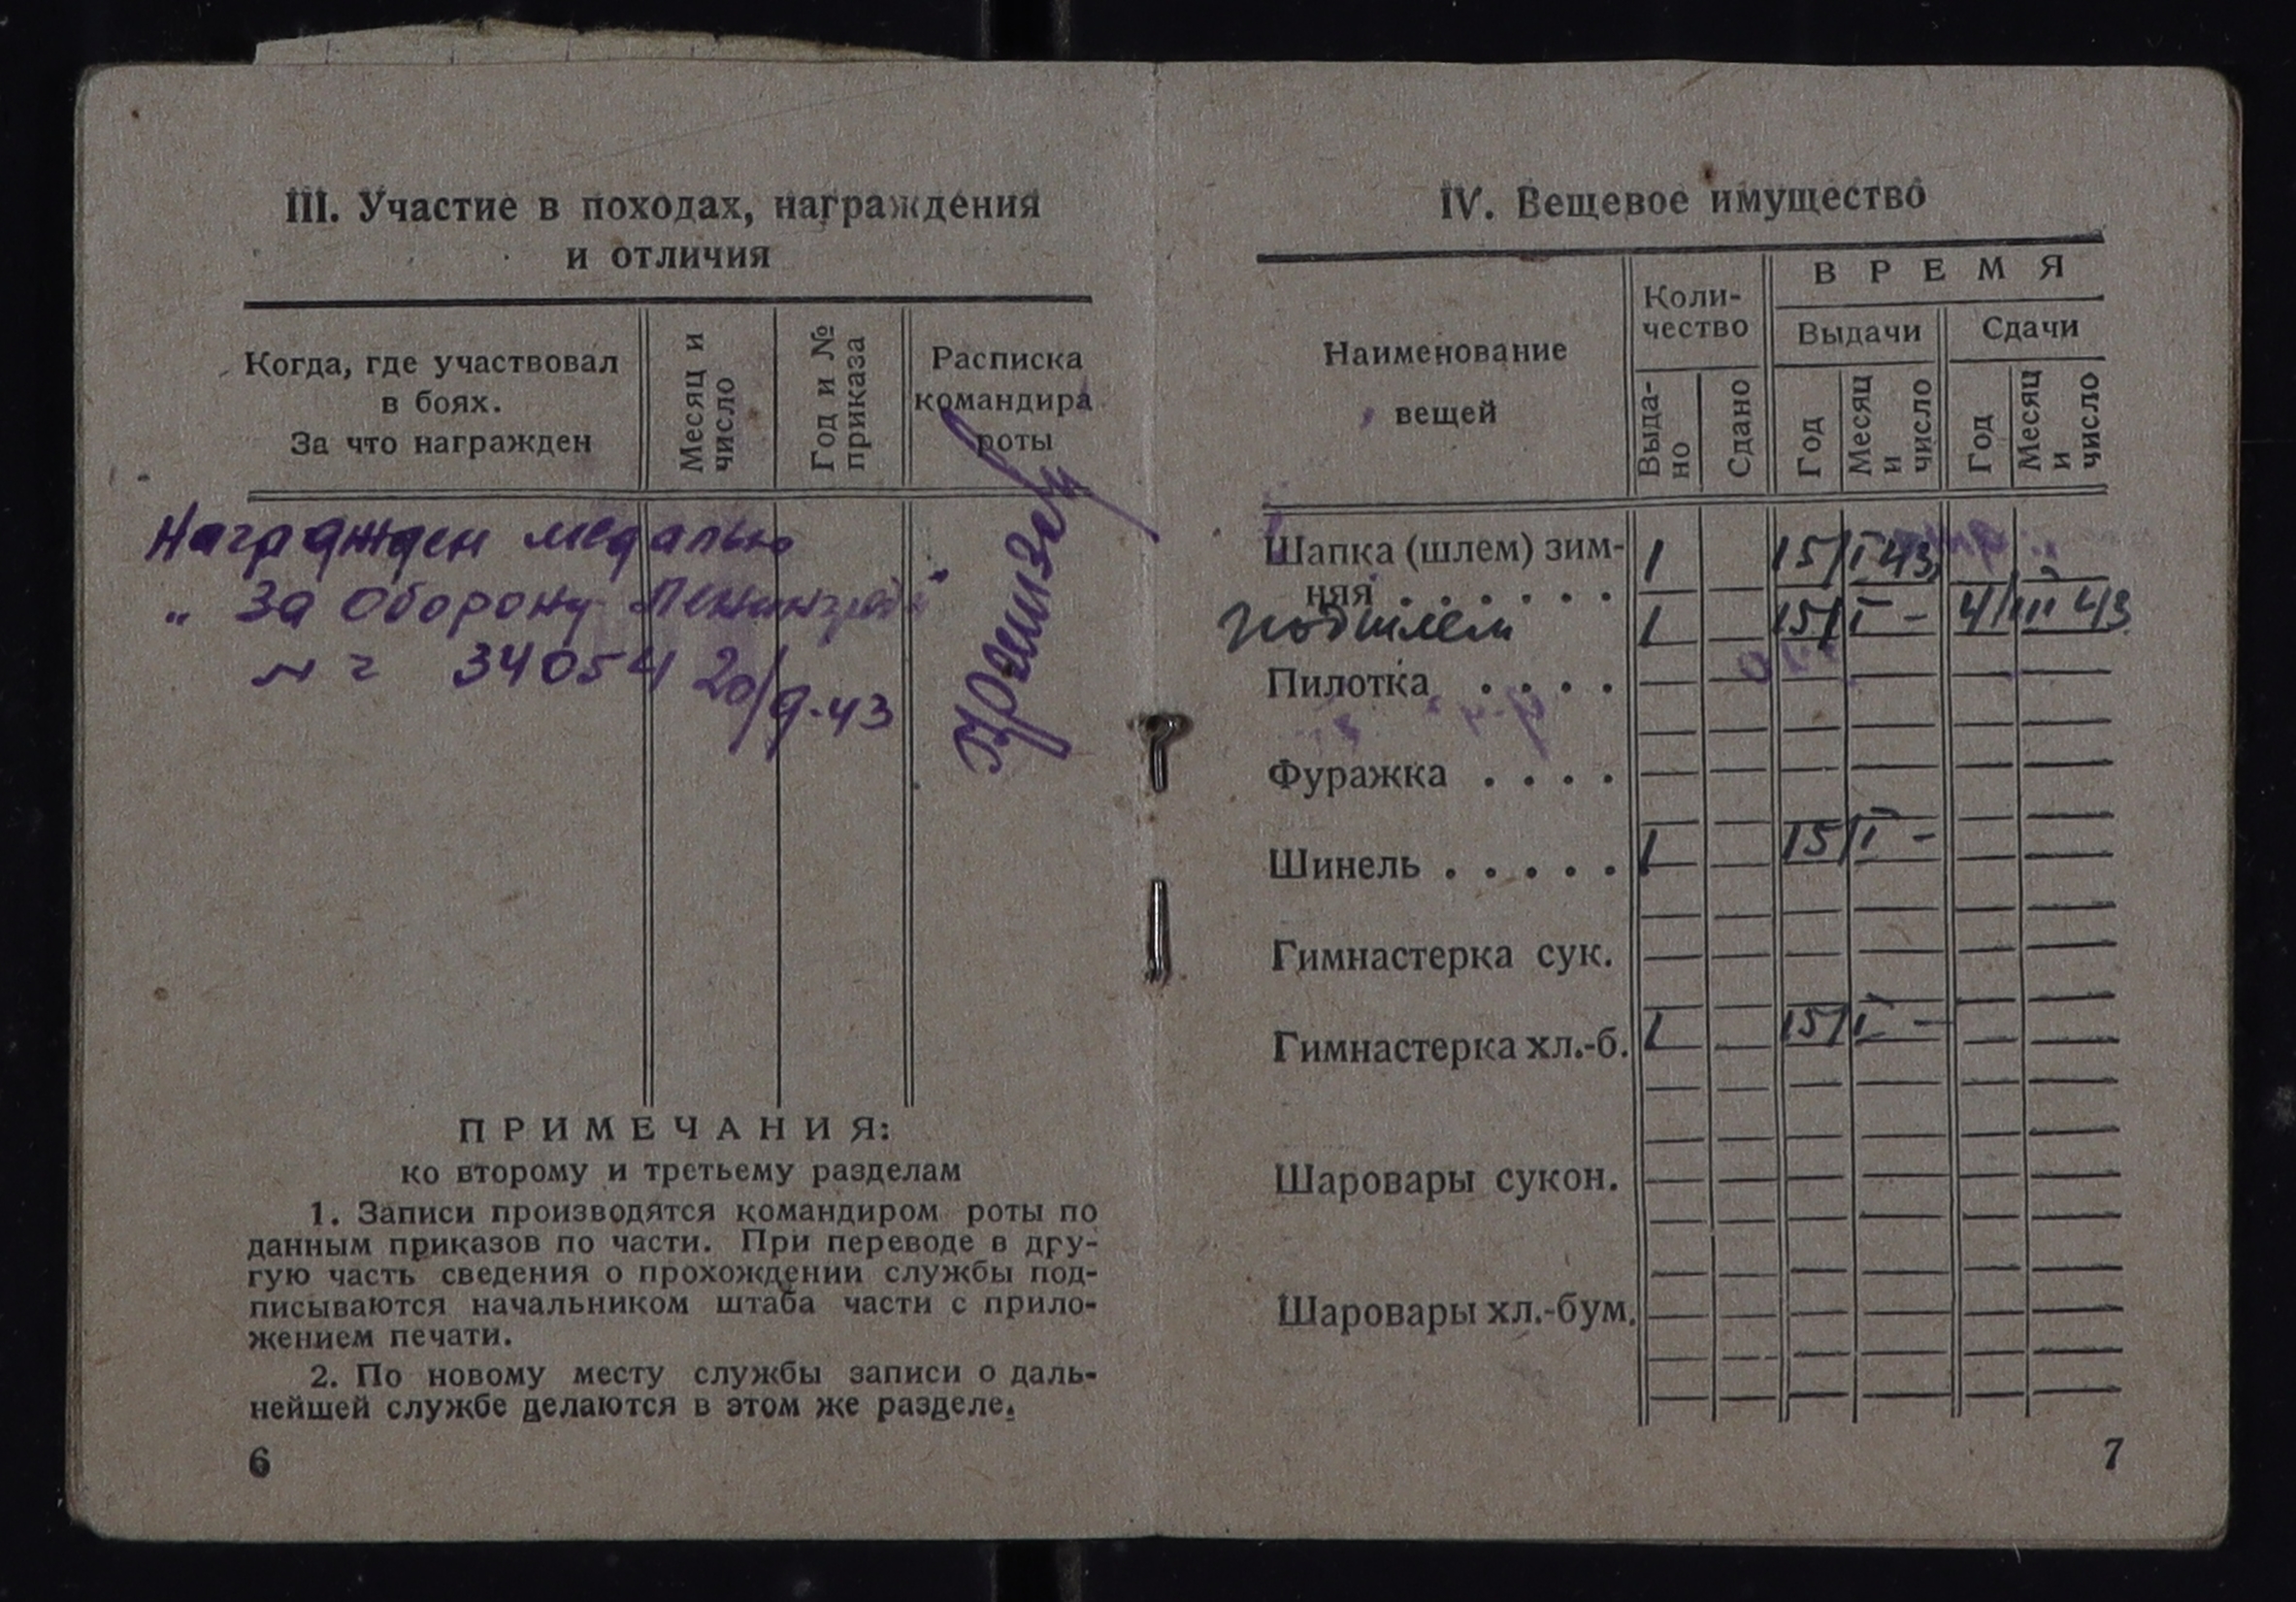 III. Участие в походах, награждения
и отличия
Когда, где участвовал
в боях.
За что награжден
Месяц и
число
Год и №
приказа
Расписка
командира
роты
Награжден медалью
„За оборону Ленинграда"
34054 20/9-43
ПРИМЕЧАНИЯ:
ко второму и третьему разделам
1. Записи производятся командиром роты по
данным приказов по части. При переводе в дру-
гую часть сведения о прохождении службы под-
писываются начальником штаба части с прило-
жением печати.
2. По новому месту службы записи о даль-
нейшей службе делаются в этом же разделе.
6
IV. Вещевое имущество
Наименование
вещей
Коли-
чество
Выда-
но
Сдано
ВРЕМЯ
Выдачи
Сдачи
Год
Месяц
и
число
Год
Месяц
и
число
Шапка (шлем) зим-
няя . . . . . . 1 15/I 43
подшлем 1 15/I - 4/III 43
Пилотка . . . .
Фуражка . . . .
Шинель . . . . . 1 15/I -
Гимнастерка сук.
Гимнастерка хл.-б. 1 15/I -
Шаровары сукон.
Шаровары хл.-бум.
7